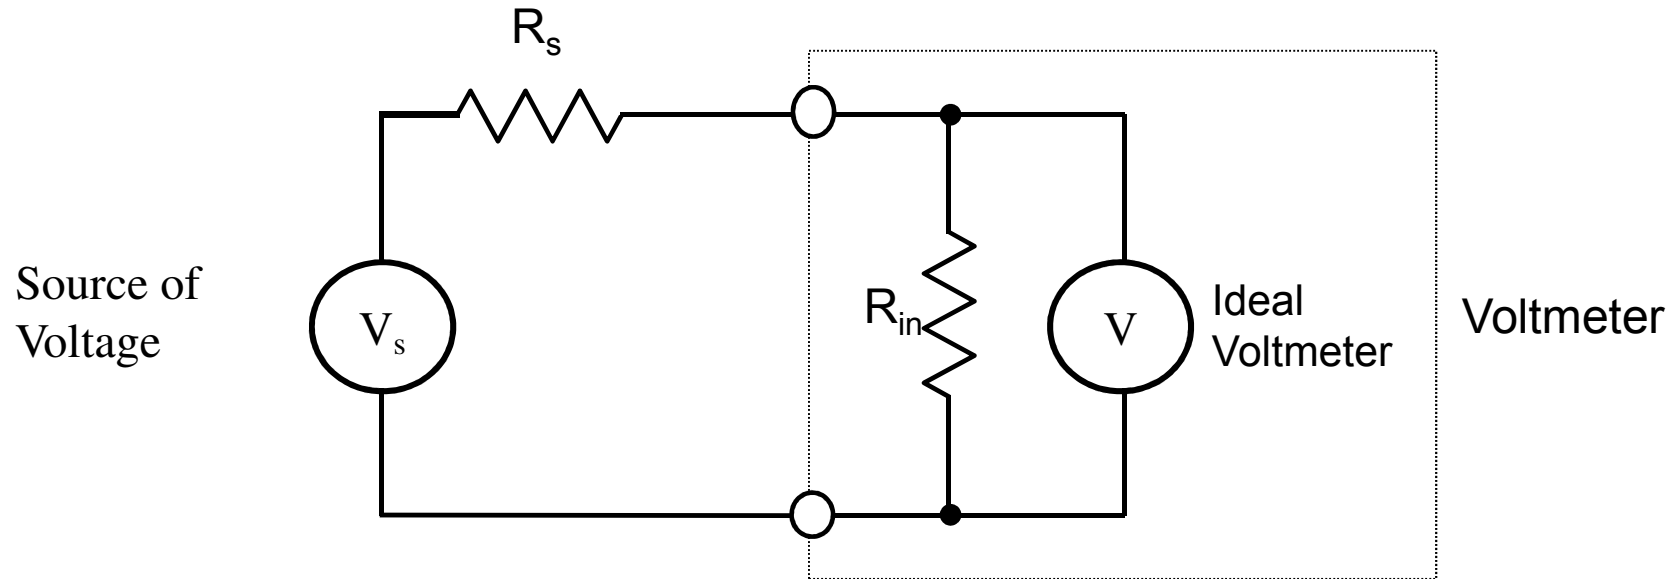 Rs
Source of
Voltage
Vs
Rin
V
Ideal
Voltmeter
Voltmeter